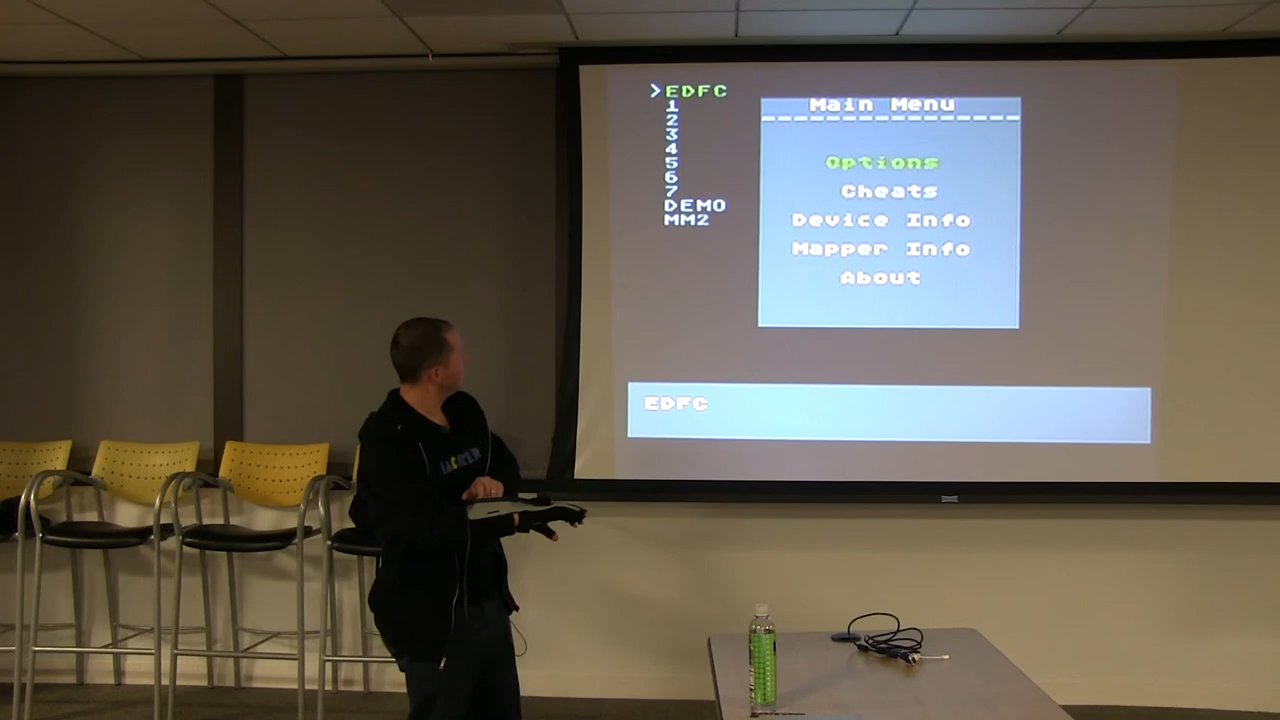 >EDFC
1
2
3
4
5
6
7
DEMO
MM2
Main Menu
Options
Cheats
Device Info
Mapper Info
About
EDFC